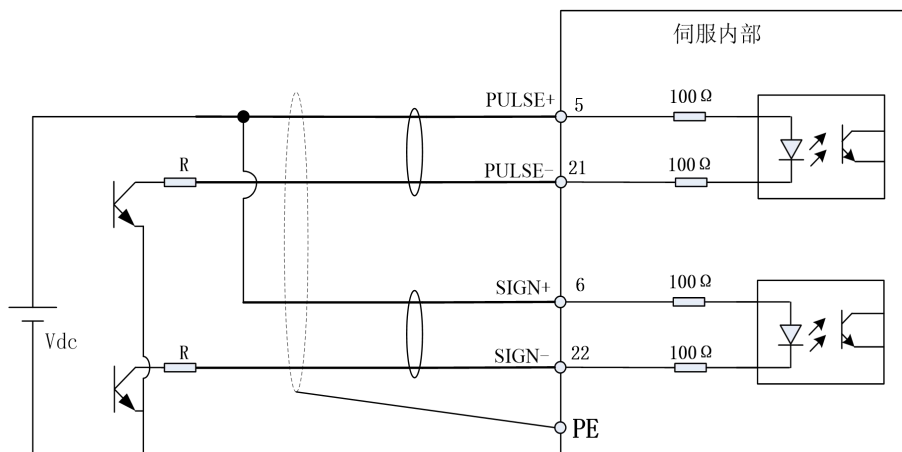 伺服内部
PULSE+
5
100Ω
R
PULSE-
21
100Ω
SIGN+
6
100Ω
Vdc
R
SIGN-
22
100Ω
PE